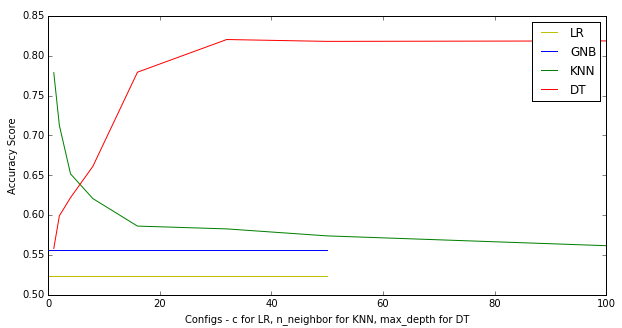 0.85
0.80
0.75
0.70
0.65
0.60
0.55
0.50
Accuracy Score
LR
GNB
KNN
DT
0 20 40 60 80 100
Configs - c for LR, n_neighbor for KNN, max_depth for DT